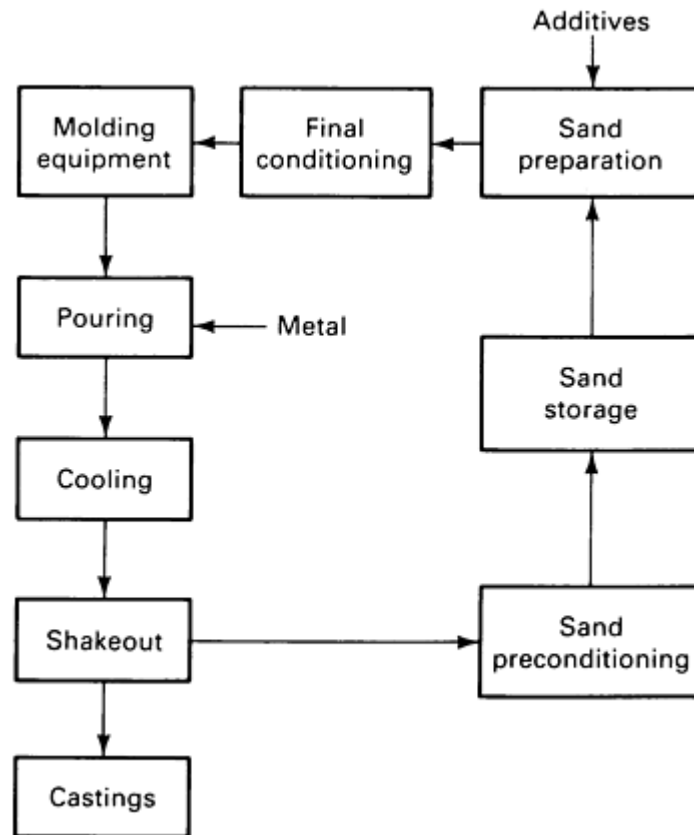 Additives
Molding
equipment
Final
conditioning
Sand
preparation
Pouring
Metal
Sand
storage
Cooling
Shakeout
Sand
preconditioning
Castings